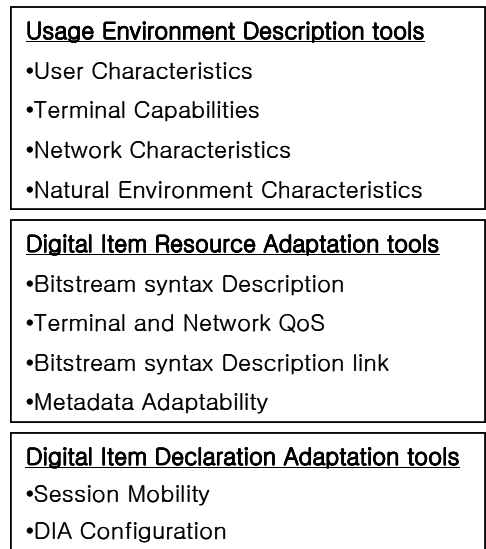 Usage Environment Description tools
•User Characteristics
•Terminal Capabilities
•Network Characteristics
•Natural Environment Characteristics
Digital Item Resource Adaptation tools
•Bitstream syntax Description
•Terminal and Network QoS
•Bitstream syntax Description link
•Metadata Adaptability
Digital Item Declaration Adaptation tools
•Session Mobility
•DIA Configuration